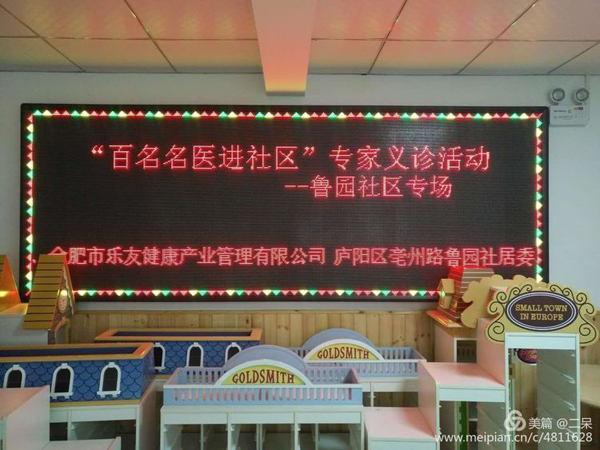 “百名名医进社区”专家义诊活动
--鲁园社区专场
合肥市乐友健康产业管理有限公司 庐阳区亳州路鲁园社居委
SMALL TOWN
IN EUROPE
GOLDSMITH
GOLDSMITH
美篇 @二呆
www.meipian.cn/c/4811628